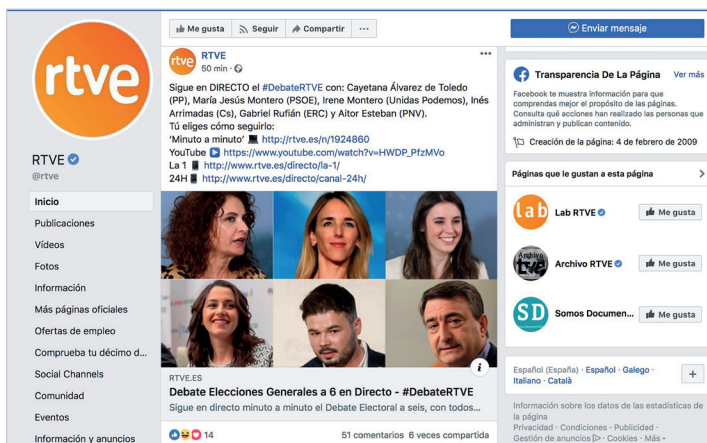 rtve
RTVE
@rtve
Inicio
Publicaciones
Vídeos
Fotos
Información
Más páginas oficiales
Ofertas de empleo
Comprueba tu décimo d...
Social Channels
Comunidad
Eventos
Información y anuncios
Me gusta
Seguir
Compartir
...
rtve
RTVE
50 min ·
Sigue en DIRECTO el #DebateRTVE con: Cayetana Álvarez de Toledo
(PP), María Jesús Montero (PSOE), Irene Montero (Unidas Podemos), Inés
Arrimadas (Cs), Gabriel Rufián (ERC) y Aitor Esteban (PNV).
Tú eliges cómo seguirlo:
'Minuto a minuto' http://rtve.es/n/1924860
YouTube https://www.youtube.com/watch?v=HWDP_PfzMVo
La 1 http://www.rtve.es/directo/la-1/
24H http://www.rtve.es/directo/canal-24h/
i
RTVE.ES
Debate Elecciones Generales a 6 en Directo - #DebateRTVE
Sigue en directo minuto a minuto el Debate Electoral a seis, con todos...
14
51 comentarios 6 veces compartida
Enviar mensaje
Transparencia De La Página Ver más
Facebook te muestra información para que
comprendas mejor el propósito de las páginas.
Consulta qué acciones han realizado las personas que
administran y publican contenido.
Creación de la página: 4 de febrero de 2009
Páginas que le gustan a esta página >
lab
Lab RTVE
Me gusta
Archivo
tve
Archivo RTVE
Me gusta
SD
Somos Documen...
Me gusta
Español (España) · Español · Galego ·
Italiano · Català
+
Información sobre los datos de las estadísticas de
la página
Privacidad · Condiciones · Publicidad ·
Gestión de anuncios · Cookies · Más